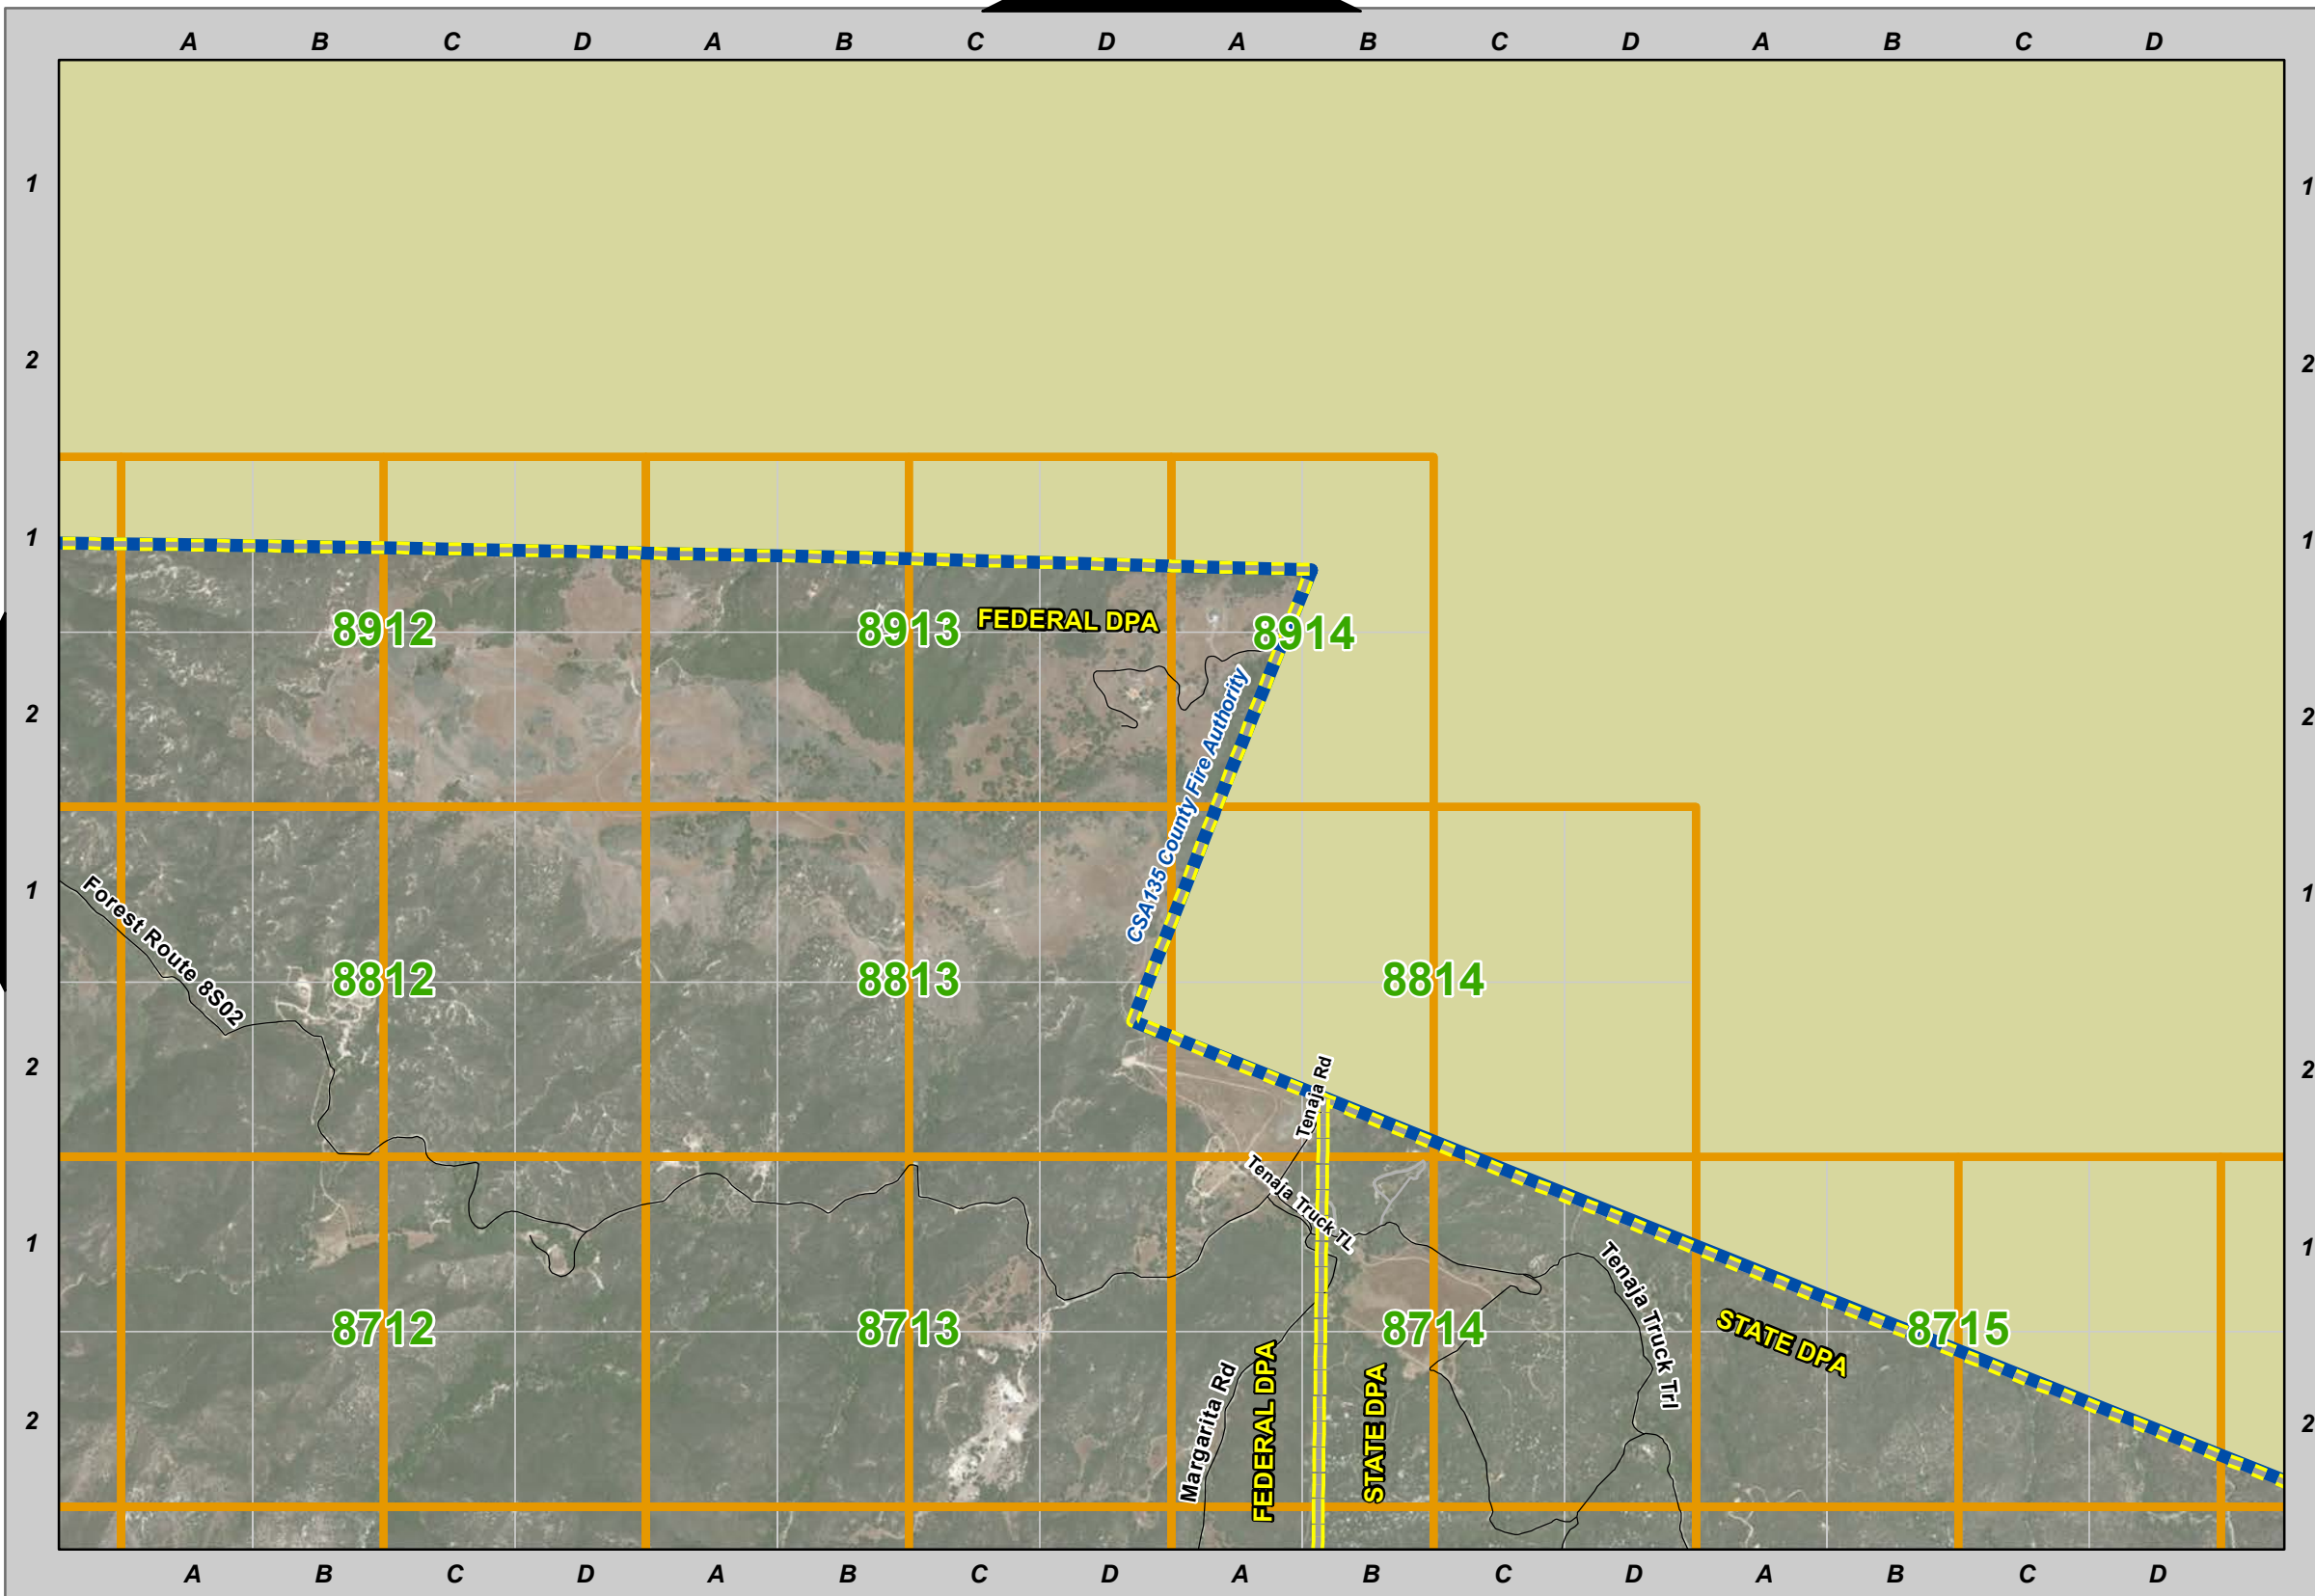 A B C D A B C D A B C D A B C D
1 1
2 2
1 1
8912 8913 FEDERAL DPA 8914
2 2
CSA135 County Fire Authority
1 1
Forest Route 8S02
8812 8813 8814
2 2
Tenaja Rd
Tenaja Truck TL
1 1
Tenaja Truck Trl
8712 8713 8714 STATE DPA 8715
Margarita Rd
FEDERAL DPA
STATE DPA
2 2
A B C D A B C D A B C D A B C D